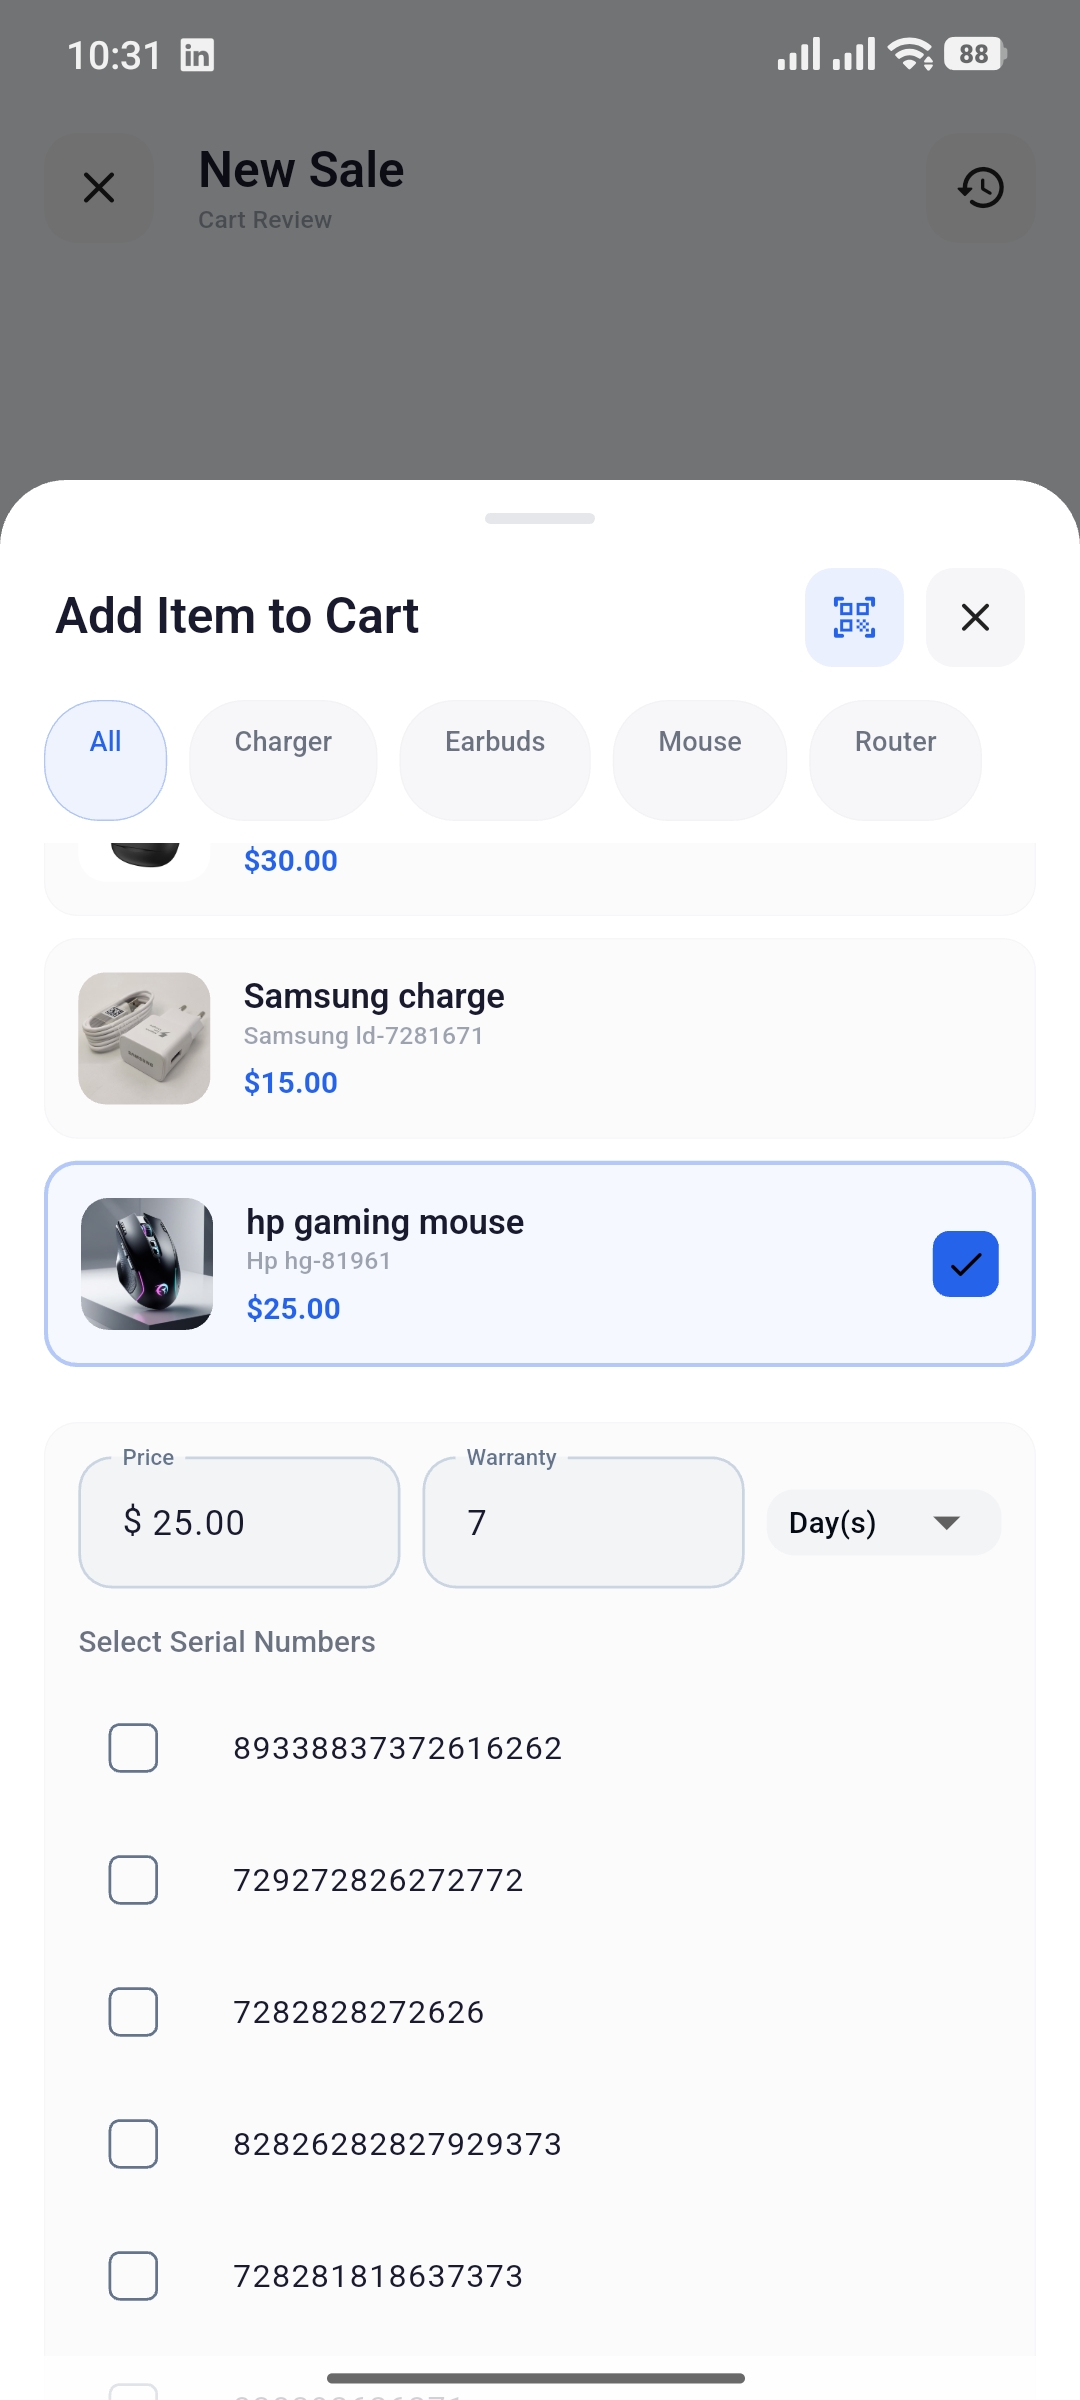 10:31 in 88
New Sale
Cart Review
Add Item to Cart
All Charger Earbuds Mouse Router
$30.00
Samsung charge
Samsung ld-7281671
$15.00
hp gaming mouse
Hp hg-81961
$25.00
Price Warranty
$ 25.00 7 Day(s)
Select Serial Numbers
89338837372616262
729272826272772
7282828272626
82826282827929373
728281818637373